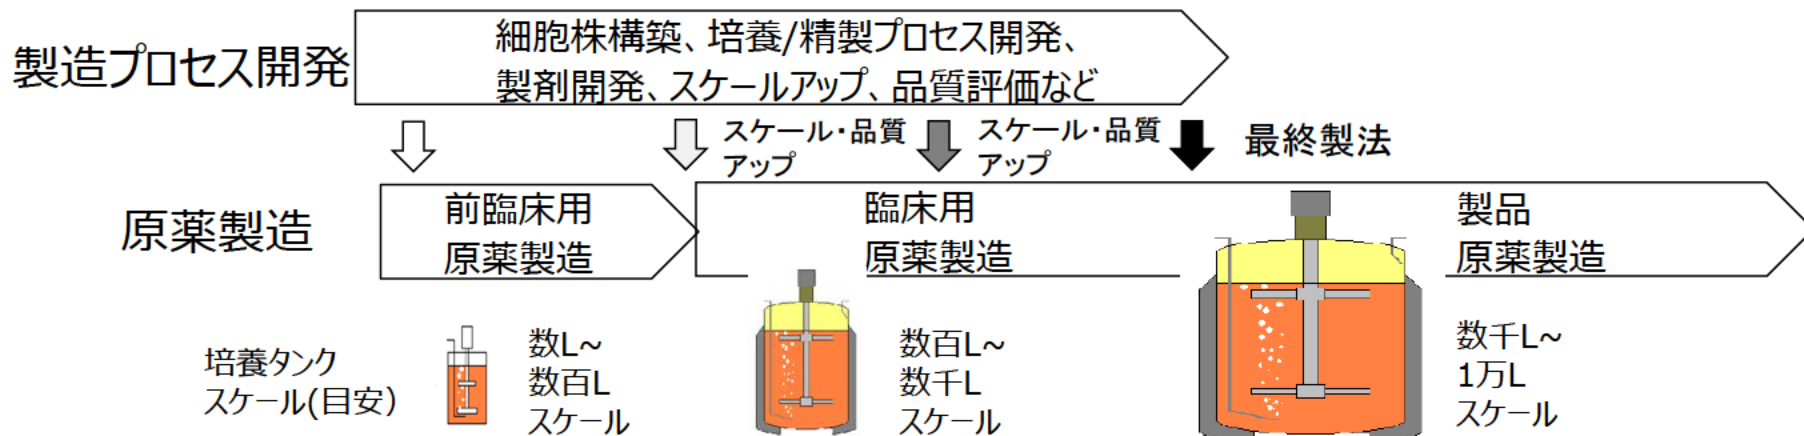 製造プロセス開発
細胞株構築、培養/精製プロセス開発、
製剤開発、スケールアップ、品質評価など
スケール・品質
アップ
スケール・品質
アップ
最終製法
原薬製造
前臨床用
原薬製造
臨床用
原薬製造
製品
原薬製造
培養タンク
スケール(目安)
数L~
数百L
スケール
数百L~
数千L
スケール
数千L~
1万L
スケール